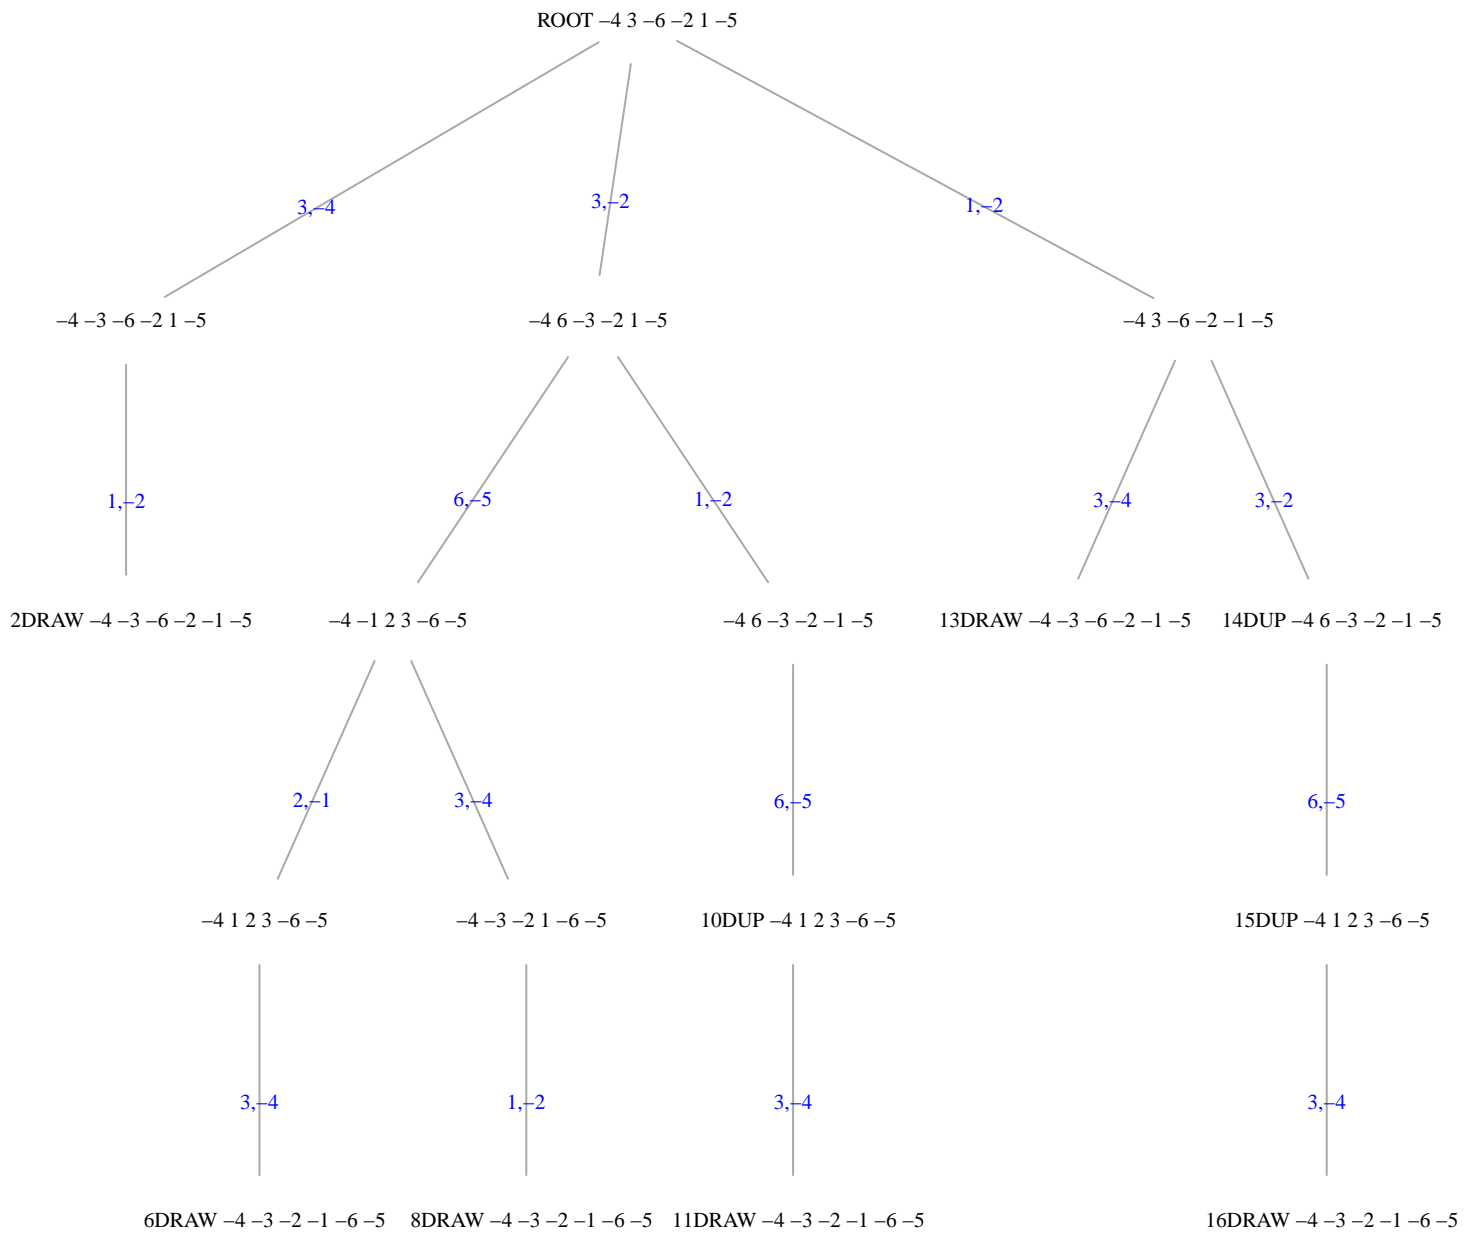 ROOT –4 3 –6 –2 1 –5
3,–4
3,–2
1,–2
–4 –3 –6 –2 1 –5
–4 6 –3 –2 1 –5
–4 3 –6 –2 –1 –5
1,–2
6,–5
1,–2
3,–4
3,–2
2DRAW –4 –3 –6 –2 –1 –5
–4 –1 2 3 –6 –5
–4 6 –3 –2 –1 –5
13DRAW –4 –3 –6 –2 –1 –5
14DUP –4 6 –3 –2 –1 –5
2,–1
3,–4
6,–5
6,–5
–4 1 2 3 –6 –5
–4 –3 –2 1 –6 –5
10DUP –4 1 2 3 –6 –5
15DUP –4 1 2 3 –6 –5
3,–4
1,–2
3,–4
3,–4
6DRAW –4 –3 –2 –1 –6 –5
8DRAW –4 –3 –2 –1 –6 –5
11DRAW –4 –3 –2 –1 –6 –5
16DRAW –4 –3 –2 –1 –6 –5